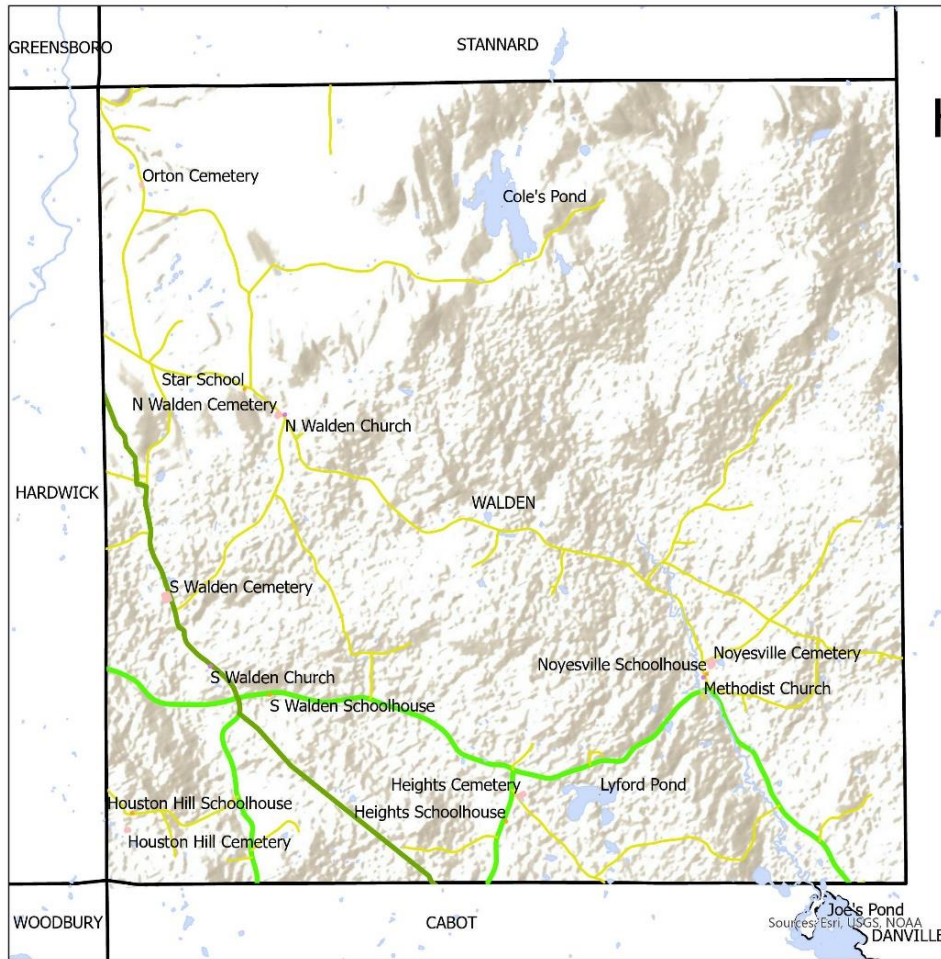 GREENSBORO
STANNARD
H
Orton Cemetery
Cole's Pond
Star School
N Walden Cemetery
N Walden Church
HARDWICK
WALDEN
S Walden Cemetery
Noyesville Cemetery
Noyesville Schoolhouse
S Walden Church
Methodist Church
S Walden Schoolhouse
Heights Cemetery
Lyford Pond
Houston Hill Schoolhouse
Heights Schoolhouse
Houston Hill Cemetery
WOODBURY
CABOT
Joe's Pond
Sources: Esri, USGS, NOAA
DANVILLE